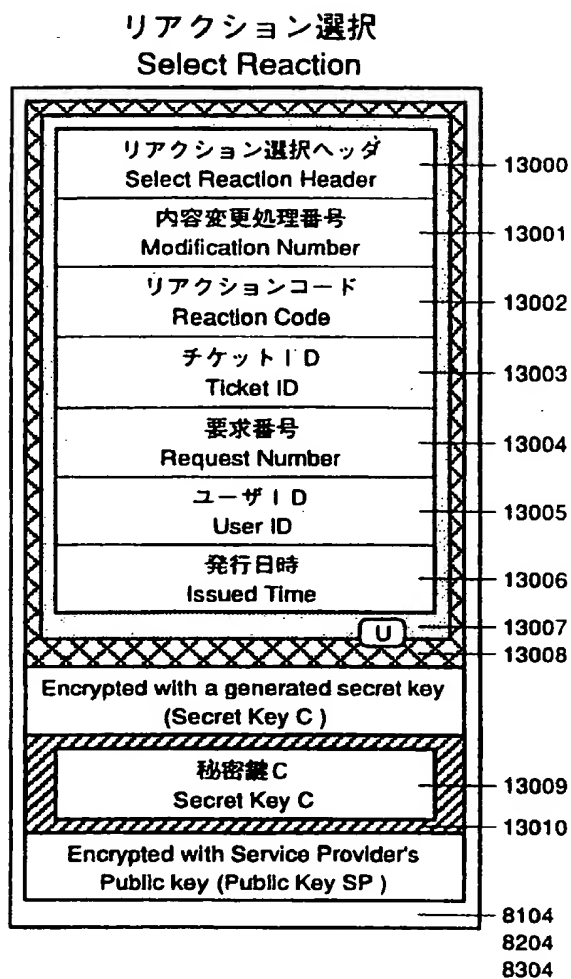 リアクション選択
Select Reaction
リアクション選択ヘッダ
Select Reaction Header
13000
内容変更処理番号
Modification Number
13001
リアクションコード
Reaction Code
13002
チケットID
Ticket ID
13003
要求番号
Request Number
13004
ユーザID
User ID
13005
発行日時
Issued Time
13006
U
13007
13008
Encrypted with a generated secret key
(Secret Key C )
秘密鍵C
Secret Key C
13009
13010
Encrypted with Service Provider's
Public key (Public Key SP )
8104
8204
8304